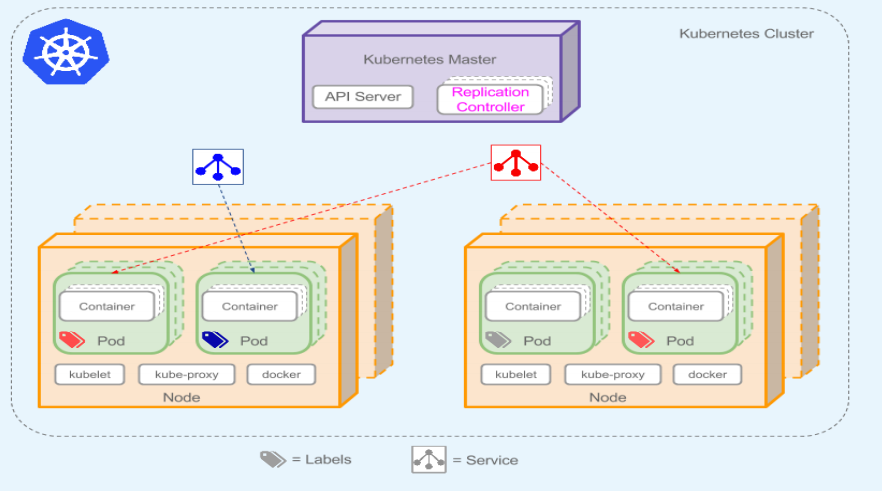 Kubernetes Cluster
Kubernetes Master
API Server
Replication
Controller
Container
Container
Container
Container
Pod
Pod
Pod
Pod
kubelet
kube-proxy
docker
kubelet
kube-proxy
docker
Node
Node
= Labels
= Service